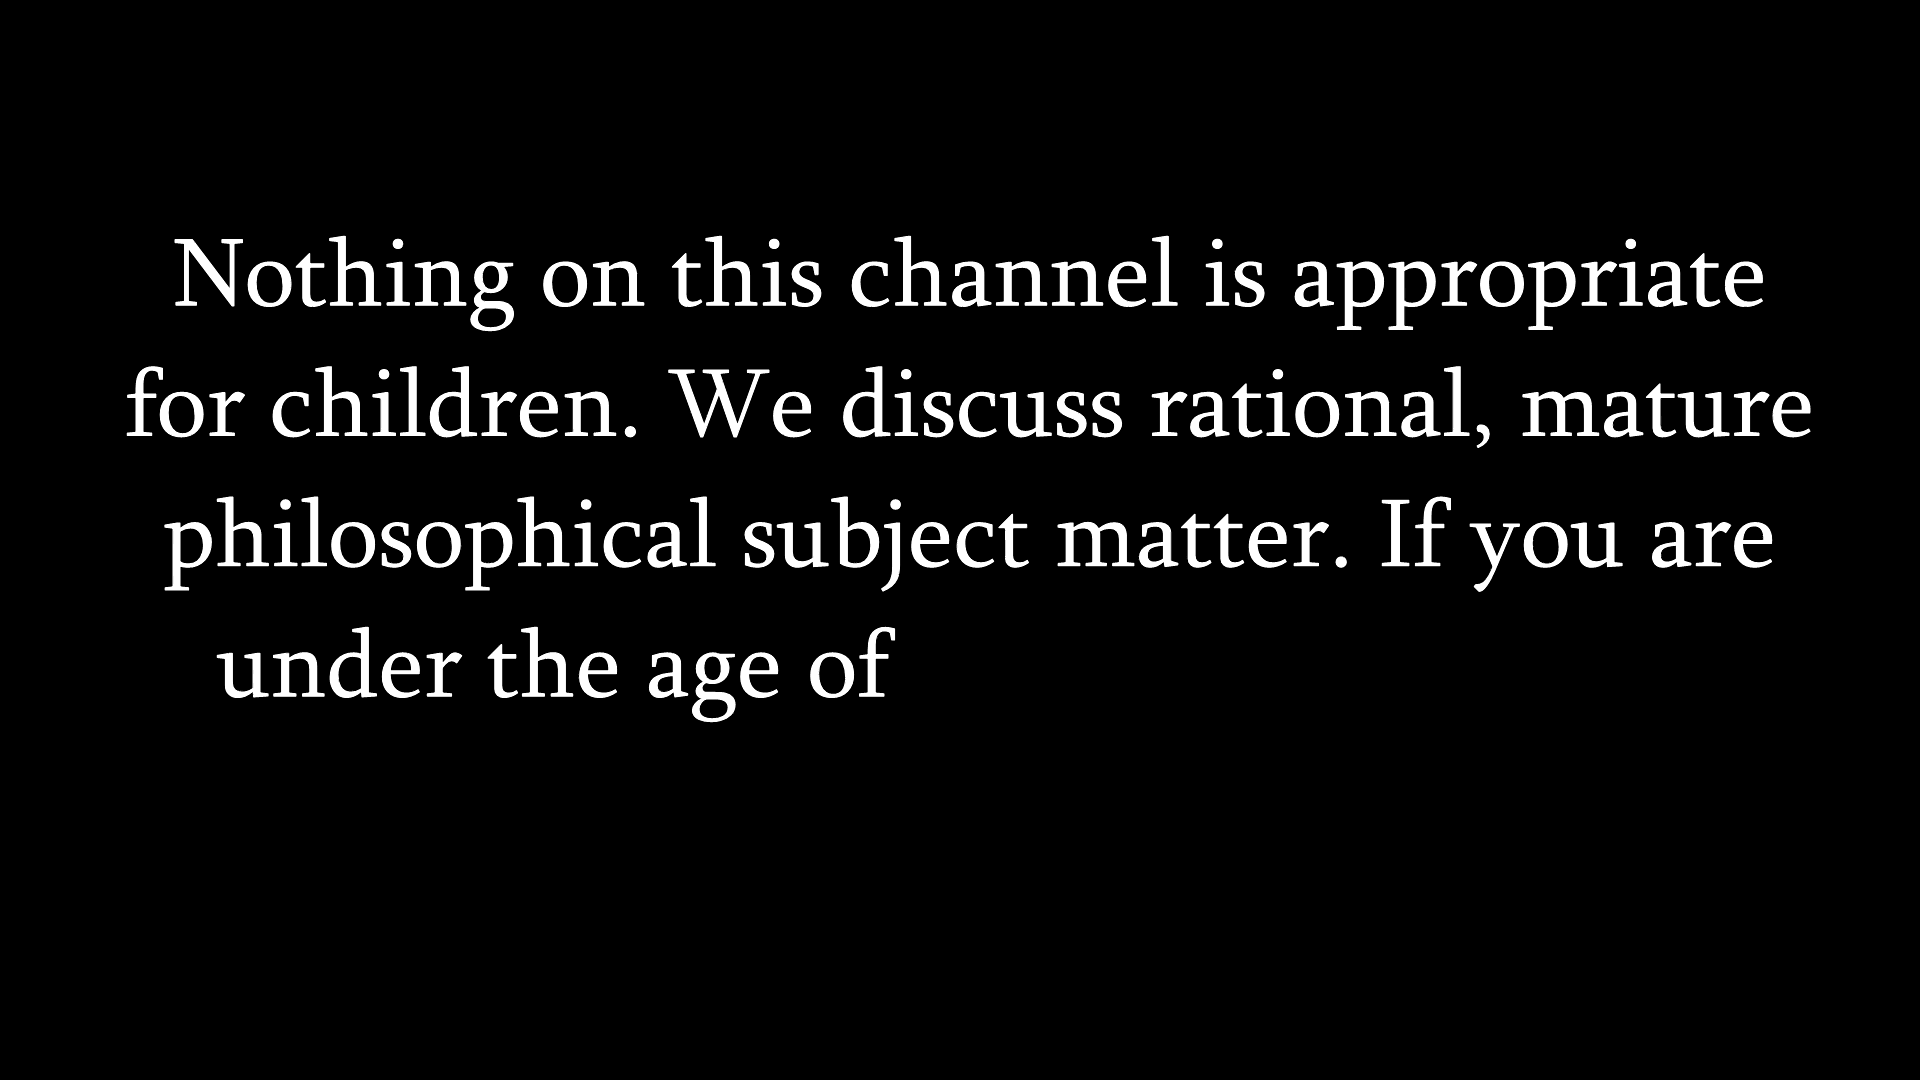 Nothing on this channel is appropriate
for children. We discuss rational, mature
philosophical subject matter. If you are
under the age of